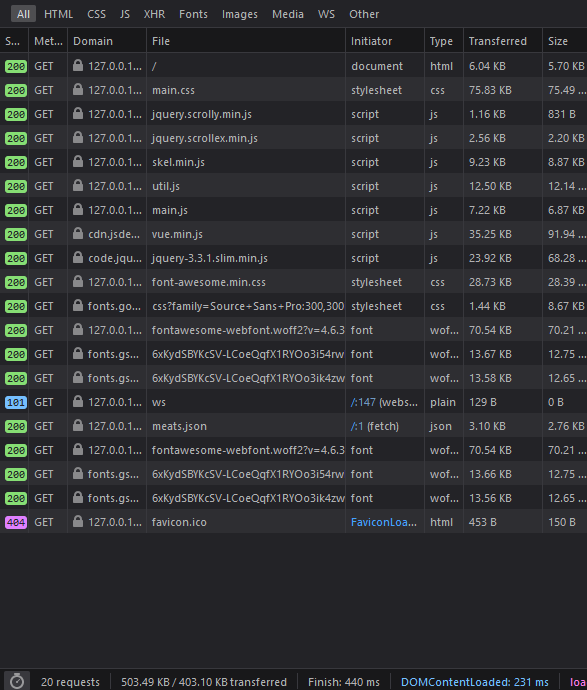 All HTML CSS JS XHR Fonts Images Media WS Other
S... Met... Domain File Initiator Type Transferred Size
200 GET 127.0.0.1... / document html 6.04 KB 5.70 KB
200 GET 127.0.0.1... main.css stylesheet css 75.83 KB 75.49 ...
200 GET 127.0.0.1... jquery.scrolly.min.js script js 1.16 KB 831 B
200 GET 127.0.0.1... jquery.scrollex.min.js script js 2.56 KB 2.20 KB
200 GET 127.0.0.1... skel.min.js script js 9.23 KB 8.87 KB
200 GET 127.0.0.1... util.js script js 12.50 KB 12.14 ...
200 GET 127.0.0.1... main.js script js 7.22 KB 6.87 KB
200 GET cdn.jsde... vue.min.js script js 35.25 KB 91.94 ...
200 GET code.jqu... jquery-3.3.1.slim.min.js script js 23.92 KB 68.28 ...
200 GET 127.0.0.1... font-awesome.min.css stylesheet css 28.73 KB 28.39 ...
200 GET fonts.go... css?family=Source+Sans+Pro:300,300 stylesheet css 1.44 KB 8.67 KB
200 GET 127.0.0.1... fontawesome-webfont.woff2?v=4.6.3 font wof... 70.54 KB 70.21 ...
200 GET fonts.gs... 6xKydSBYKcSV-LCoeQqfX1RYOo3i54rw font wof... 13.67 KB 12.75 ...
200 GET fonts.gs... 6xKydSBYKcSV-LCoeQqfX1RYOo3ik4zw font wof... 13.58 KB 12.65 ...
101 GET 127.0.0.1... ws /:147 (webs... plain 129 B 0 B
200 GET 127.0.0.1... meats.json /:1 (fetch) json 3.10 KB 2.76 KB
200 GET 127.0.0.1... fontawesome-webfont.woff2?v=4.6.3 font wof... 70.54 KB 70.21 ...
200 GET fonts.gs... 6xKydSBYKcSV-LCoeQqfX1RYOo3i54rw font wof... 13.66 KB 12.75 ...
200 GET fonts.gs... 6xKydSBYKcSV-LCoeQqfX1RYOo3ik4zw font wof... 13.56 KB 12.65 ...
404 GET 127.0.0.1... favicon.ico FaviconLoa... html 453 B 150 B
20 requests 503.49 KB / 403.10 KB transferred Finish: 440 ms DOMContentLoaded: 231 ms loa